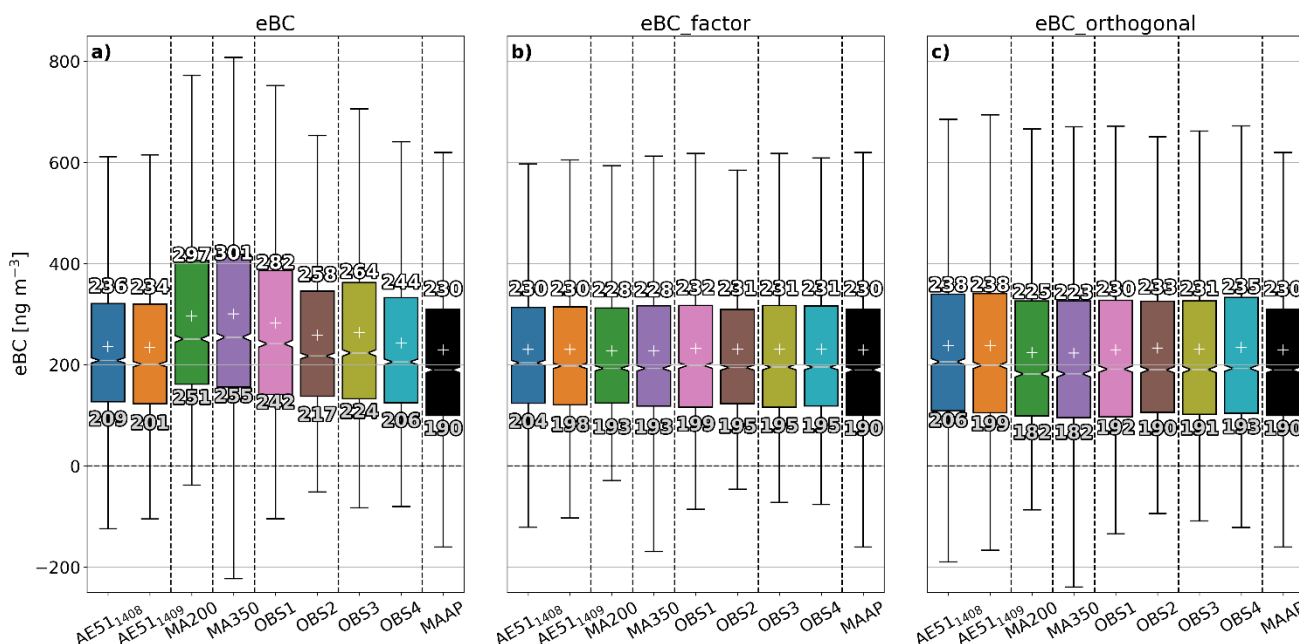 eBC
eBC_factor
eBC_orthogonal
a)
b)
c)
eBC [ng m⁻³]
800
600
400
200
0
−200
236 234 297 301 282 258 264 244 230
209 201 251 255 242 217 224 206 190
230 230 228 228 232 231 231 231 230
204 198 193 193 199 195 195 195 190
238 238 225 223 230 233 231 235 230
206 199 182 182 192 190 191 193 190
AE51₁₄₀₈ AE51₁₄₀₉ MA200 MA350 OBS1 OBS2 OBS3 OBS4 MAAP
AE51₁₄₀₈ AE51₁₄₀₉ MA200 MA350 OBS1 OBS2 OBS3 OBS4 MAAP
AE51₁₄₀₈ AE51₁₄₀₉ MA200 MA350 OBS1 OBS2 OBS3 OBS4 MAAP